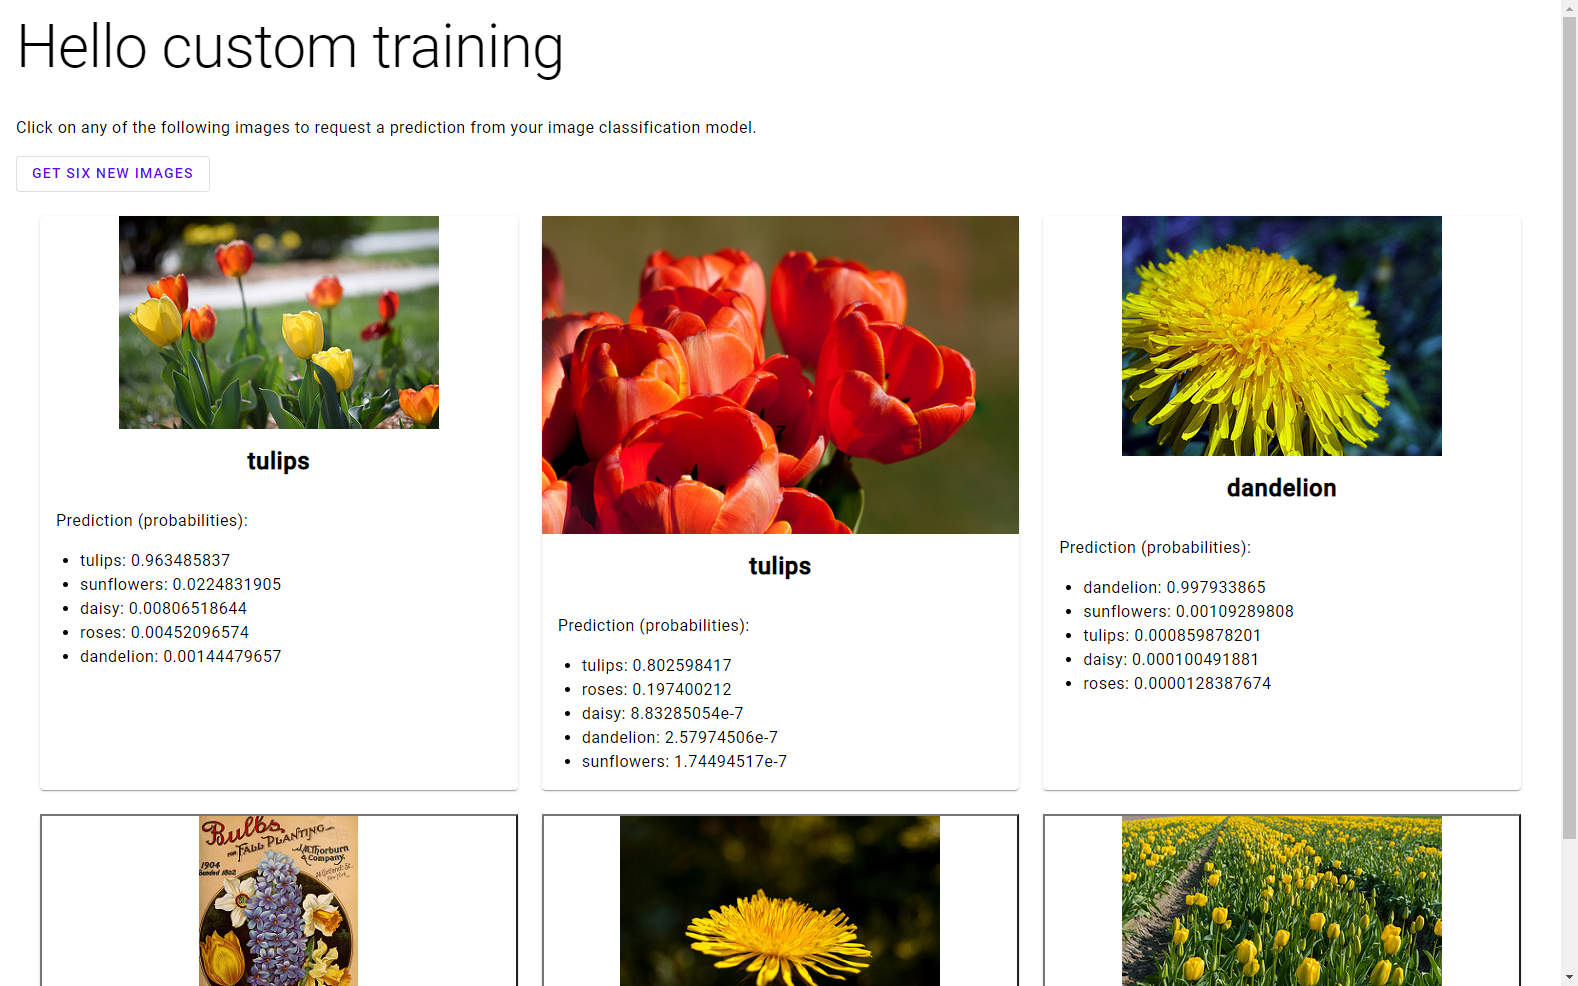 Hello custom training
Click on any of the following images to request a prediction from your image classification model.
GET SIX NEW IMAGES
tulips
Prediction (probabilities):
tulips: 0.963485837
sunflowers: 0.0224831905
daisy: 0.00806518644
roses: 0.00452096574
dandelion: 0.00144479657
tulips
Prediction (probabilities):
tulips: 0.802598417
roses: 0.197400212
daisy: 8.83285054e-7
dandelion: 2.57974506e-7
sunflowers: 1.74494517e-7
dandelion
Prediction (probabilities):
dandelion: 0.997933865
sunflowers: 0.00109289808
tulips: 0.000859878201
daisy: 0.000100491881
roses: 0.0000128387674
Bulbs
FOR FALL PLANTING
1904
Founded 1802
J.M. Thorburn
& Company.
New York